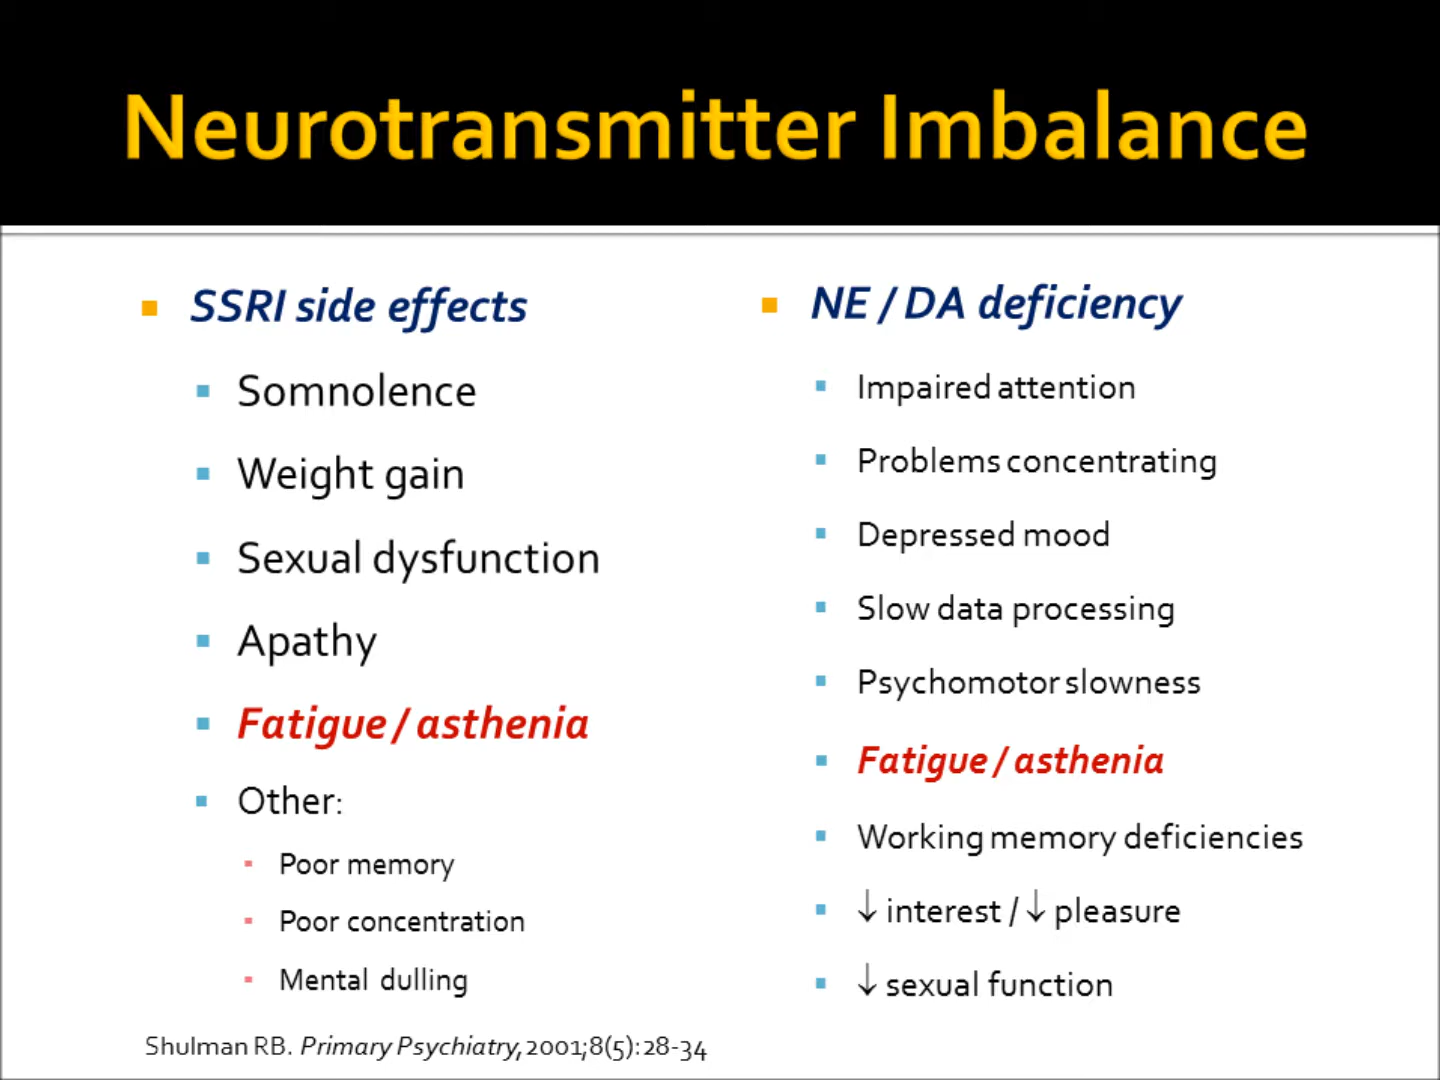 Neurotransmitter Imbalance
SSRI side effects
Somnolence
Weight gain
Sexual dysfunction
Apathy
Fatigue / asthenia
Other:
Poor memory
Poor concentration
Mental dulling
NE / DA deficiency
Impaired attention
Problems concentrating
Depressed mood
Slow data processing
Psychomotor slowness
Fatigue / asthenia
Working memory deficiencies
↓ interest / ↓ pleasure
↓ sexual function
Shulman RB. Primary Psychiatry, 2001;8(5):28-34